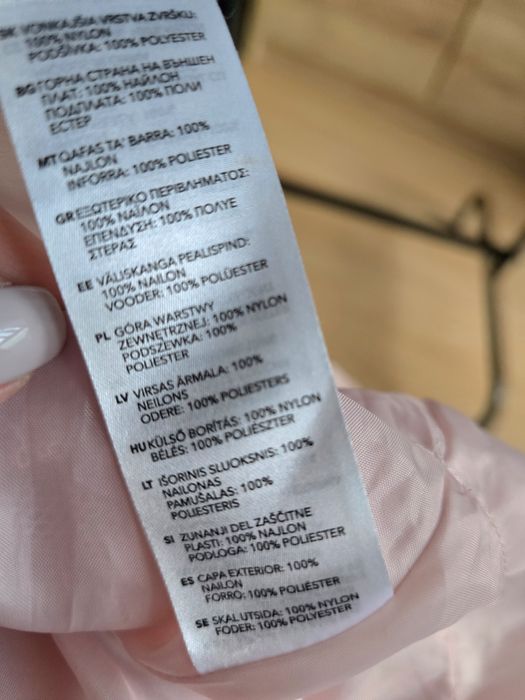 SK VONKAJŠIA VRSTVA ZVRŠKU:
100% NYLON
PODŠÍVKA: 100% POLYESTER
BG ГОРНА СТРАНА НА ВЪНШЕН
ПЛАТ: 100% НАЙЛОН
ПОДПЛАТА: 100% ПОЛИ
ЕСТЕР
MT QAFAS TA' BARRA: 100%
NAJLON
INFORRA: 100% POLIESTER
GR ΕΞΩΤΕΡΙΚΟ ΠΕΡΙΒΛΗΜΑΤΟΣ:
100% ΝΑΪΛΟΝ
ΕΠΕΝΔΥΣΗ: 100% ΠΟΛΥΕ
ΣΤΕΡΑΣ
EE VÄLISKANGA PEALISPIND:
100% NAILON
VOODER: 100% POLÜESTER
PL GÓRA WARSTWY
ZEWNĘTRZNEJ: 100% NYLON
PODSZEWKA: 100%
POLIESTER
LV VIRSAS ĀRMALA: 100%
NEILONS
ODERE: 100% POLIESTERS
HU KÜLSŐ BORÍTÁS: 100% NYLON
BÉLÉS: 100% POLIÉSZTER
LT IŠORINIS SLUOKSNIS: 100%
NAILONAS
PAMUŠALAS: 100%
POLIESTERIS
SI ZUNANJI DEL ZAŠČITNE
PLASTI: 100% NAJLON
PODLOGA: 100% POLIESTER
ES CAPA EXTERIOR: 100%
NAILON
FORRO: 100% POLIÉSTER
SE SKAL UTSIDA: 100% NYLON
FODER: 100% POLYESTER